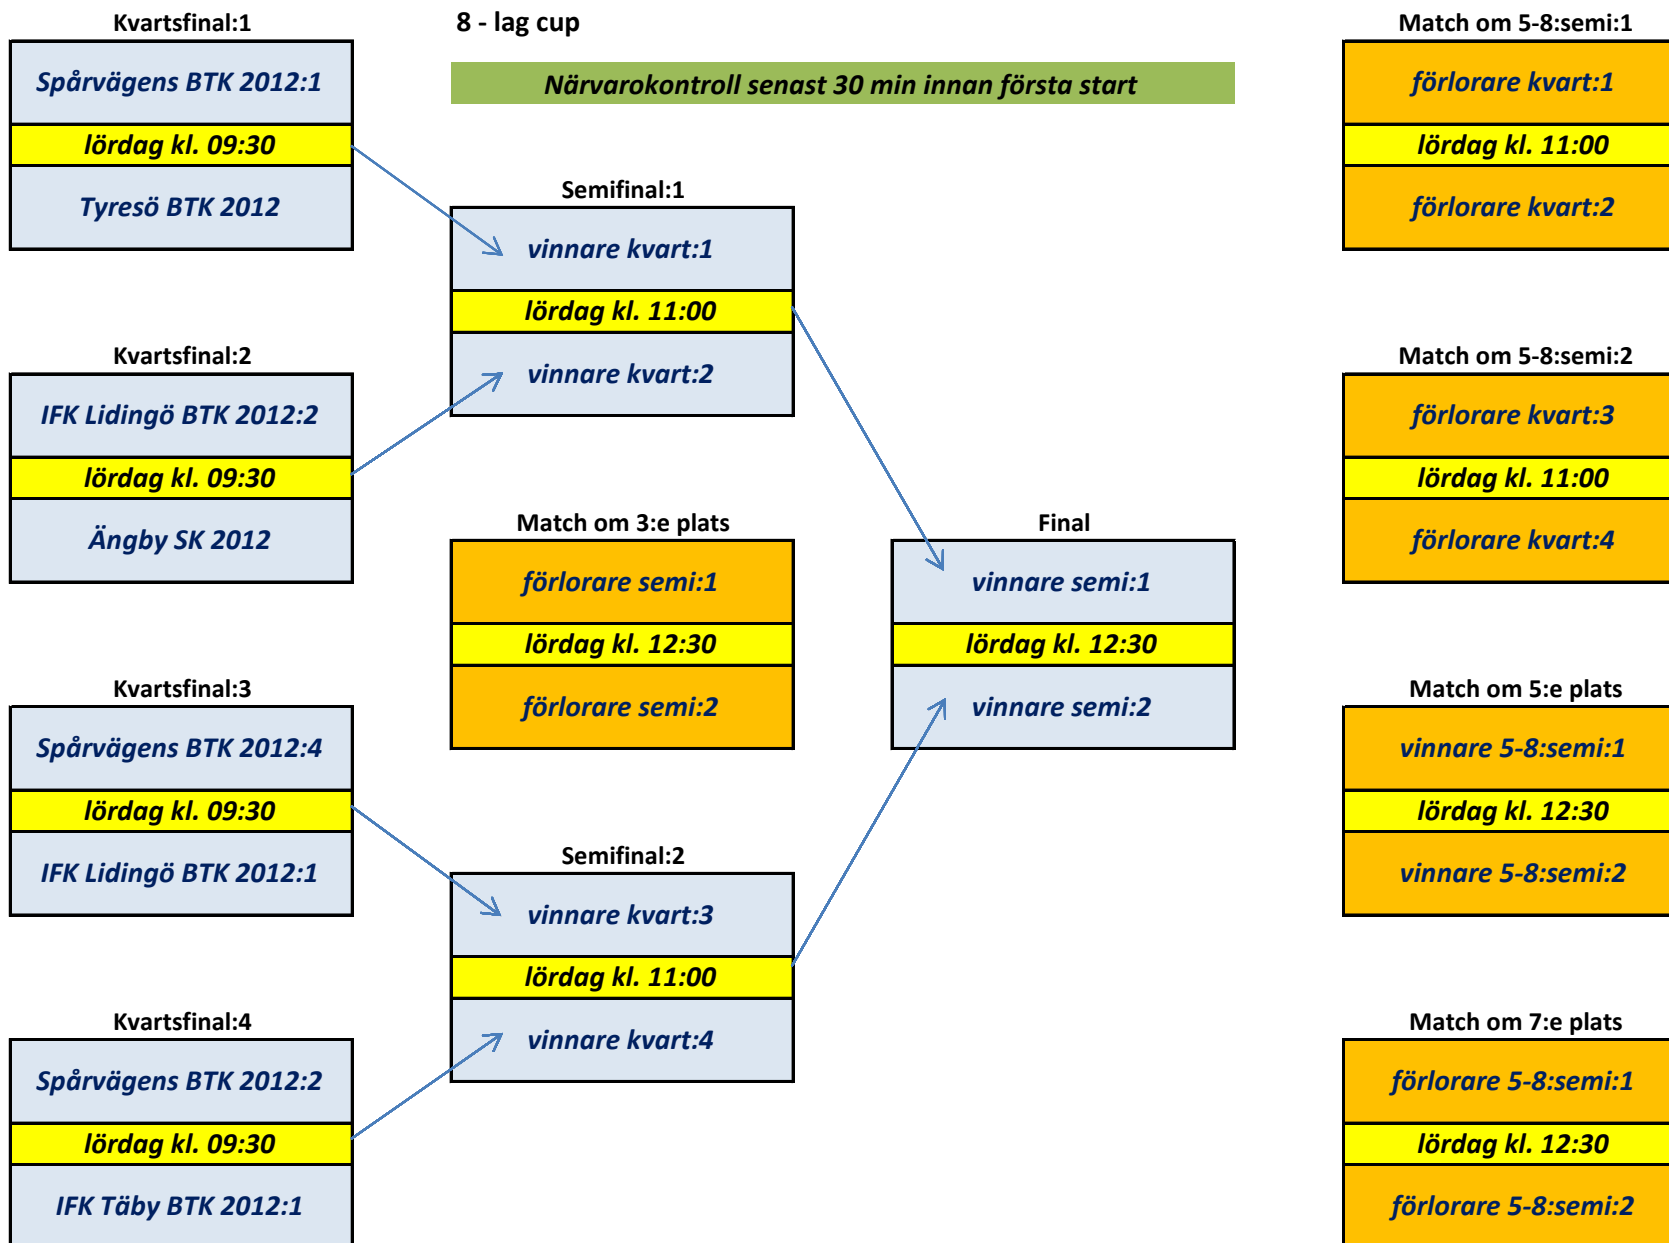 Kvartsfinal:1
Spårvägens BTK 2012:1
lördag kl. 09:30
Tyresö BTK 2012
Kvartsfinal:2
IFK Lidingö BTK 2012:2
lördag kl. 09:30
Ängby SK 2012
Kvartsfinal:3
Spårvägens BTK 2012:4
lördag kl. 09:30
IFK Lidingö BTK 2012:1
Kvartsfinal:4
Spårvägens BTK 2012:2
lördag kl. 09:30
IFK Täby BTK 2012:1
8 - lag cup
Närvarokontroll senast 30 min innan första start
Semifinal:1
vinnare kvart:1
lördag kl. 11:00
vinnare kvart:2
Match om 3:e plats
förlorare semi:1
lördag kl. 12:30
förlorare semi:2
Semifinal:2
vinnare kvart:3
lördag kl. 11:00
vinnare kvart:4
Final
vinnare semi:1
lördag kl. 12:30
vinnare semi:2
Match om 5-8:semi:1
förlorare kvart:1
lördag kl. 11:00
förlorare kvart:2
Match om 5-8:semi:2
förlorare kvart:3
lördag kl. 11:00
förlorare kvart:4
Match om 5:e plats
vinnare 5-8:semi:1
lördag kl. 12:30
vinnare 5-8:semi:2
Match om 7:e plats
förlorare 5-8:semi:1
lördag kl. 12:30
förlorare 5-8:semi:2